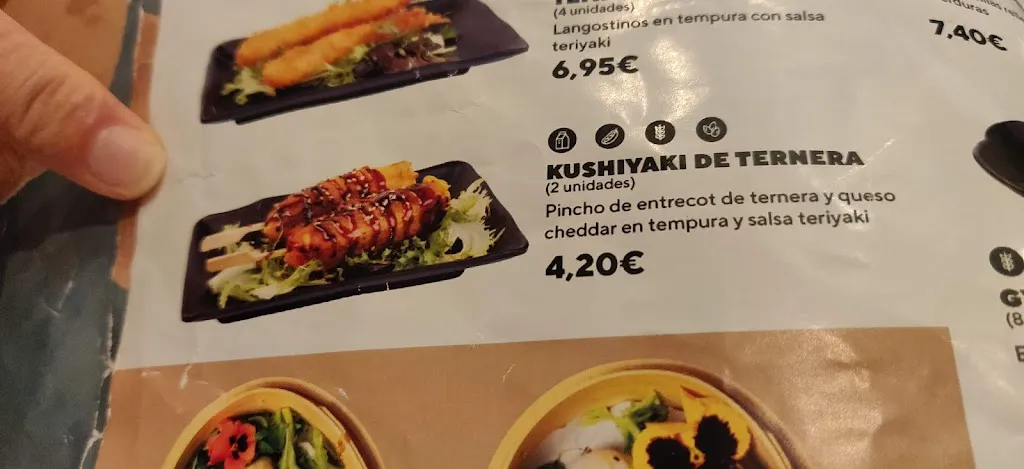 (4 unidades)
Langostinos en tempura con salsa
teriyaki
6,95€
7,40€
KUSHIYAKI DE TERNERA
(2 unidades)
Pincho de entrecot de ternera y queso
cheddar en tempura y salsa teriyaki
4,20€
(8